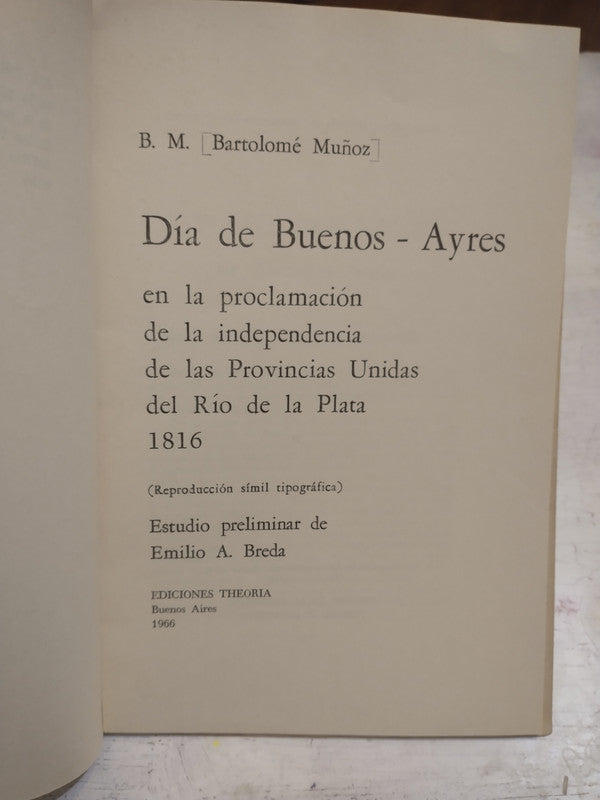 B. M. [Bartolomé Muñoz]
Día de Buenos - Ayres
en la proclamación
de la independencia
de las Provincias Unidas
del Río de la Plata
1816
(Reproducción símil tipográfica)
Estudio preliminar de
Emilio A. Breda
EDICIONES THEORIA
Buenos Aires
1966